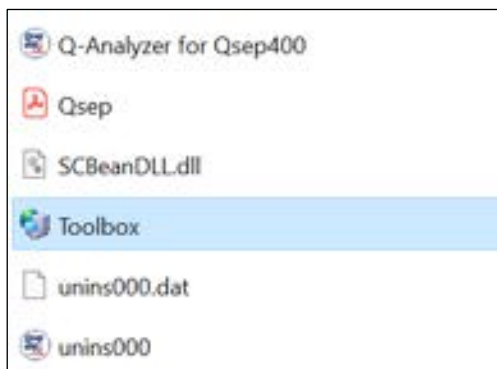 Q-Analyzer for Qsep400
Qsep
SCBeanDLL.dll
Toolbox
unins000.dat
unins000